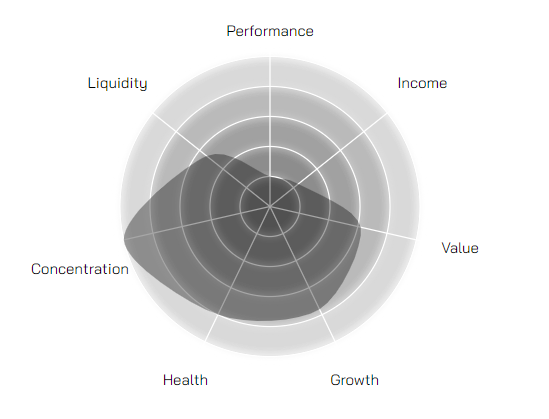 Performance
Liquidity
Income
Value
Concentration
Health
Growth